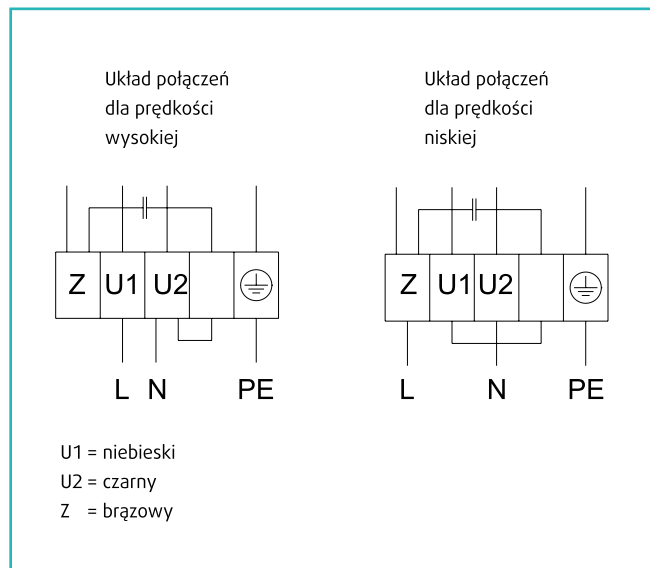 Układ połączeń
dla prędkości
wysokiej
Układ połączeń
dla prędkości
niskiej
Z U1 U2
L N PE
Z U1 U2
L N PE
U1 = niebieski
U2 = czarny
Z = brązowy